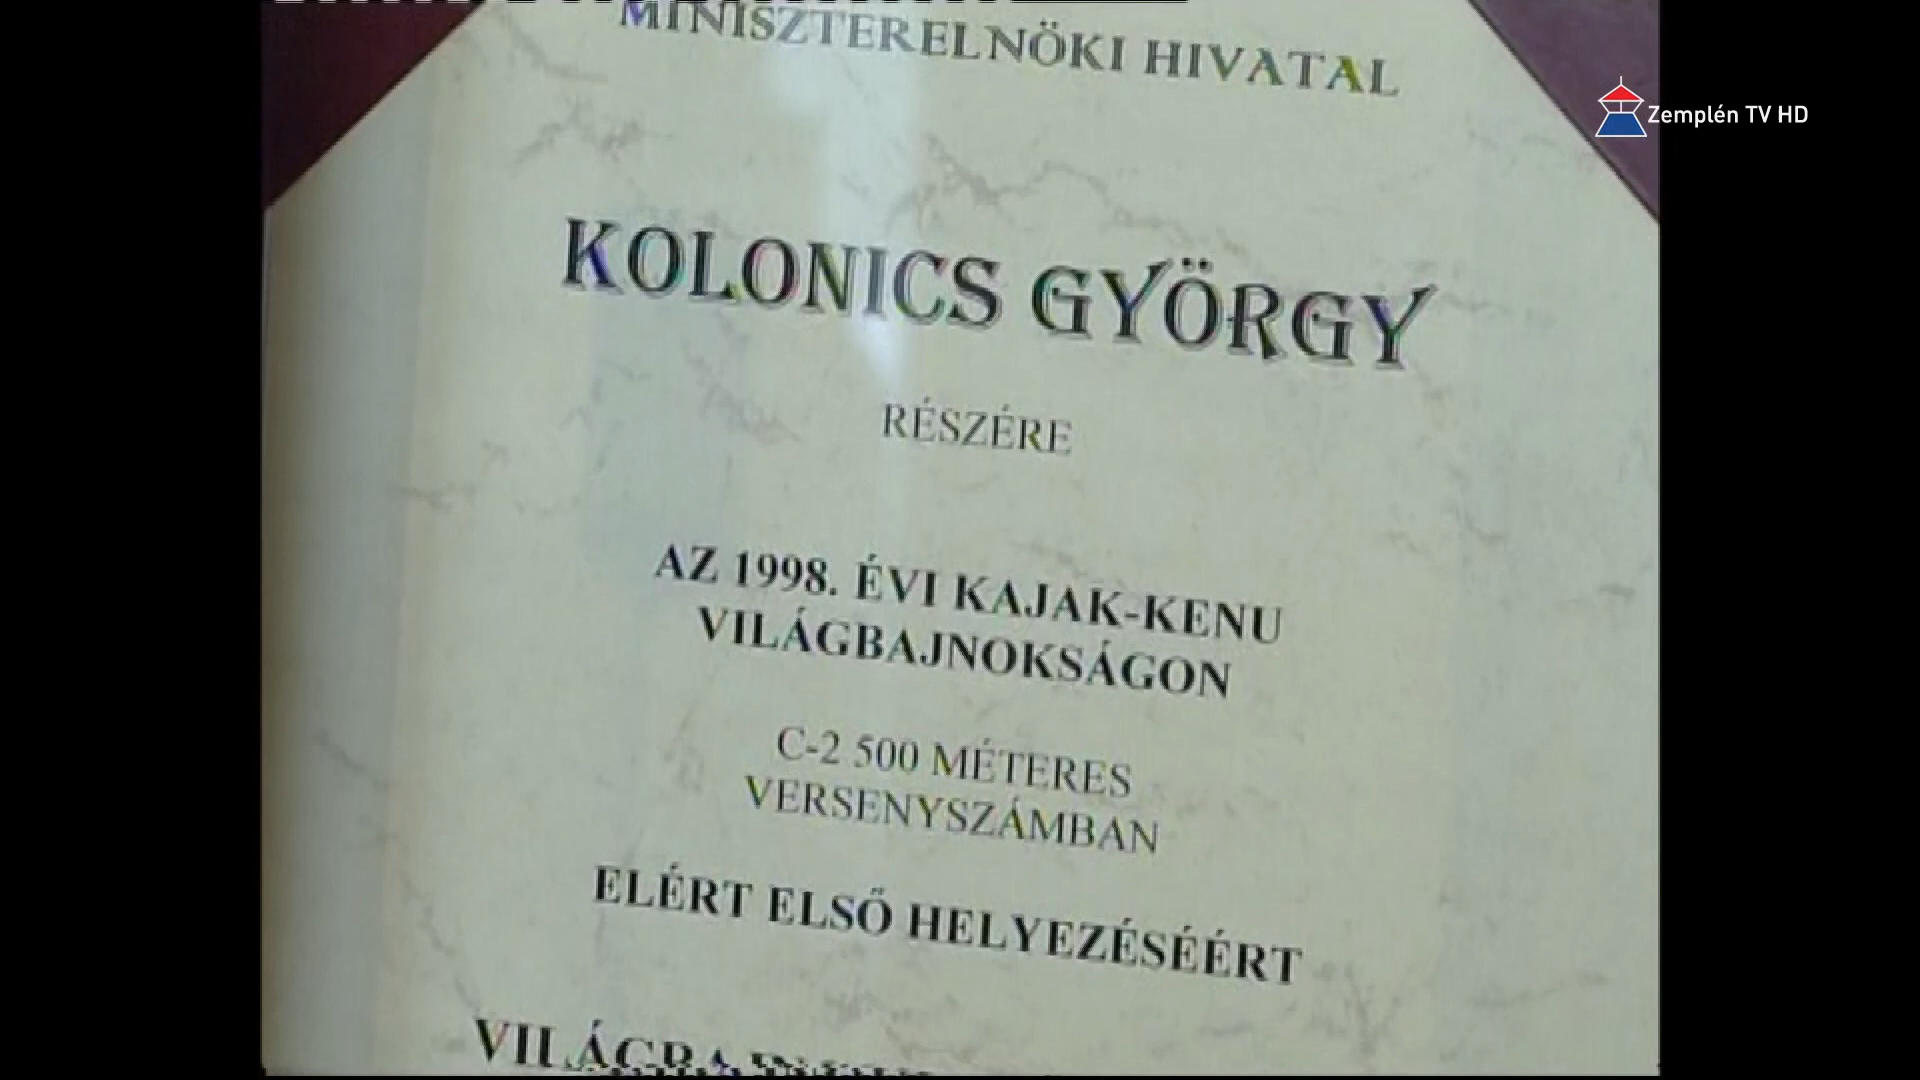 MINISZTERELNÖKI HIVATAL
Zemplén TV HD
KOLONICS GYÖRGY
RÉSZÉRE
AZ 1998. ÉVI KAJAK-KENU
VILÁGBAJNOKSÁGON
C-2 500 MÉTERES
VERSENYSZÁMBAN
ELÉRT ELSŐ HELYEZÉSÉÉRT